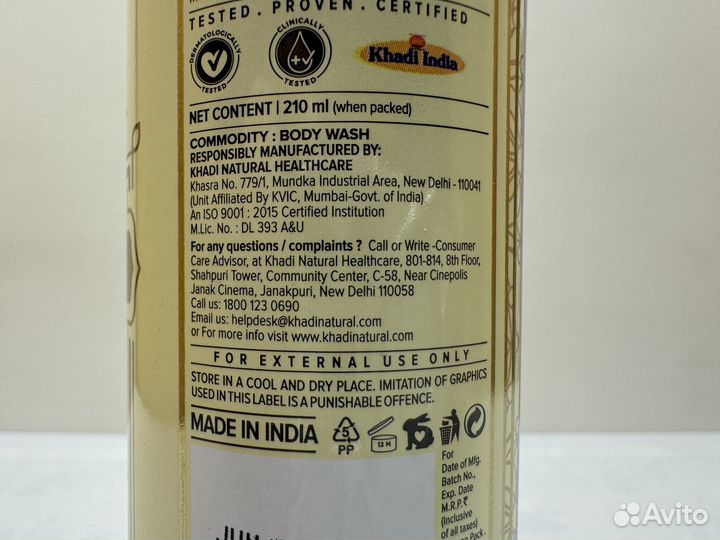 TESTED . PROVEN . CERTIFIED
DERMATOLOGICALLY TESTED
CLINICALLY TESTED
Khadi India
NET CONTENT | 210 ml (when packed)
COMMODITY : BODY WASH
RESPONSIBLY MANUFACTURED BY:
KHADI NATURAL HEALTHCARE
Khasra No. 779/1, Mundka Industrial Area, New Delhi - 110041
(Unit Affiliated By KVIC, Mumbai-Govt. of India)
An ISO 9001 : 2015 Certified Institution
M.Lic. No. : DL 393 A&U
For any questions / complaints ? Call or Write -Consumer
Care Advisor, at Khadi Natural Healthcare, 801-814, 8th Floor,
Shahpuri Tower, Community Center, C-58, Near Cinepolis
Janak Cinema, Janakpuri, New Delhi 110058
Call us: 1800 123 0690
Email us: helpdesk@khadinatural.com
or For more info visit www.khadinatural.com
FOR EXTERNAL USE ONLY
STORE IN A COOL AND DRY PLACE. IMITATION OF GRAPHICS
USED IN THIS LABEL IS A PUNISHABLE OFFENCE.
MADE IN INDIA
5
PP
12 M
For
Date of Mfg.
Batch No.,
Exp. Date
M.R.P.₹
(Inclusive
of all taxes)
Pack.
Avito